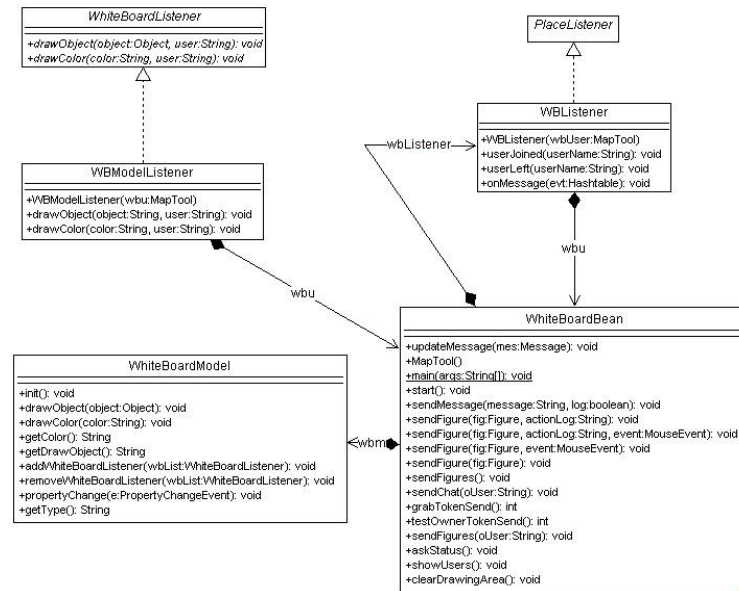 WhiteBoardListener
+drawObject(object:Object, user:String): void
+drawColor(color:String, user:String): void
PlaceListener
WBListener
+WBListener(wbUser:MapTool)
+userJoined(userName:String): void
+userLeft(userName:String): void
+onMessage(evt:Hashtable): void
wbListener
WBModelListener
+WBModelListener(wbu:MapTool)
+drawObject(object:String, user:String): void
+drawColor(color:String, user:String): void
wbu
wbu
WhiteBoardModel
+init(): void
+drawObject(object:Object): void
+drawColor(color:String): void
+getColor(): String
+getDrawObject(): String
+addWhiteBoardListener(wbList:WhiteBoardListener): void
+removeWhiteBoardListener(wbList:WhiteBoardListener): void
+propertyChange(e:PropertyChangeEvent): void
+getType(): String
wbm
WhiteBoardBean
+updateMessage(mes:Message): void
+MapTool()
+main(args:String[]): void
+start(): void
+sendMessage(message:String, log:boolean): void
+sendFigure(fig:Figure, actionLog:String): void
+sendFigure(fig:Figure, actionLog:String, event:MouseEvent): void
+sendFigure(fig:Figure, event:MouseEvent): void
+sendFigure(fig:Figure): void
+sendFigures(): void
+sendChat(oUser:String): void
+grabTokenSend(): int
+testOwnerTokenSend(): int
+sendFigures(oUser:String): void
+askStatus(): void
+showUsers(): void
+clearDrawingArea(): void